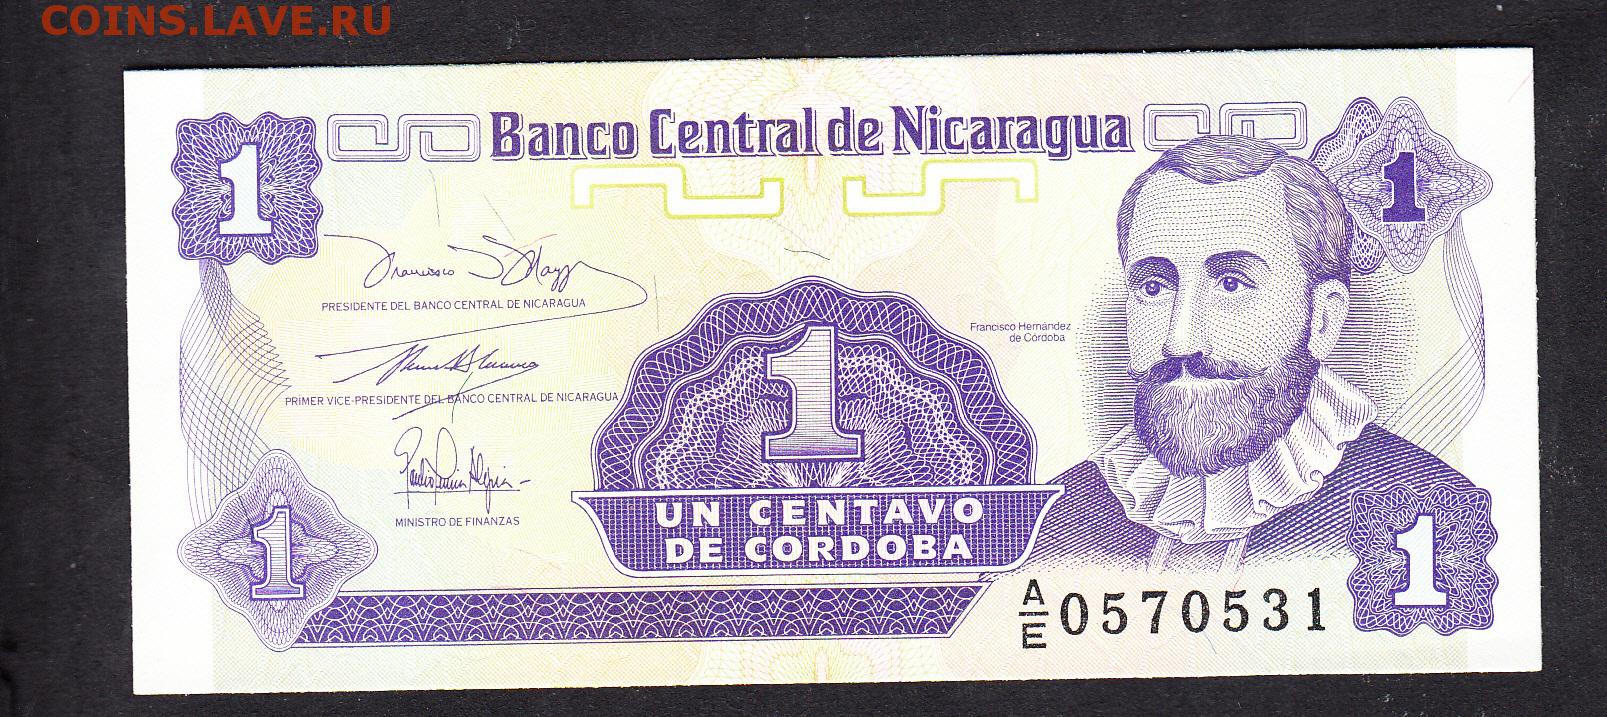 COINS.LAVE.RU
1
Banco Central de Nicaragua
1
Francisco S Mayz
PRESIDENTE DEL BANCO CENTRAL DE NICARAGUA
Francisco Hernández
de Córdoba
1
PRIMER VICE-PRESIDENTE DEL BANCO CENTRAL DE NICARAGUA
MINISTRO DE FINANZAS
UN CENTAVO
DE CORDOBA
1
1
A/E 0570531